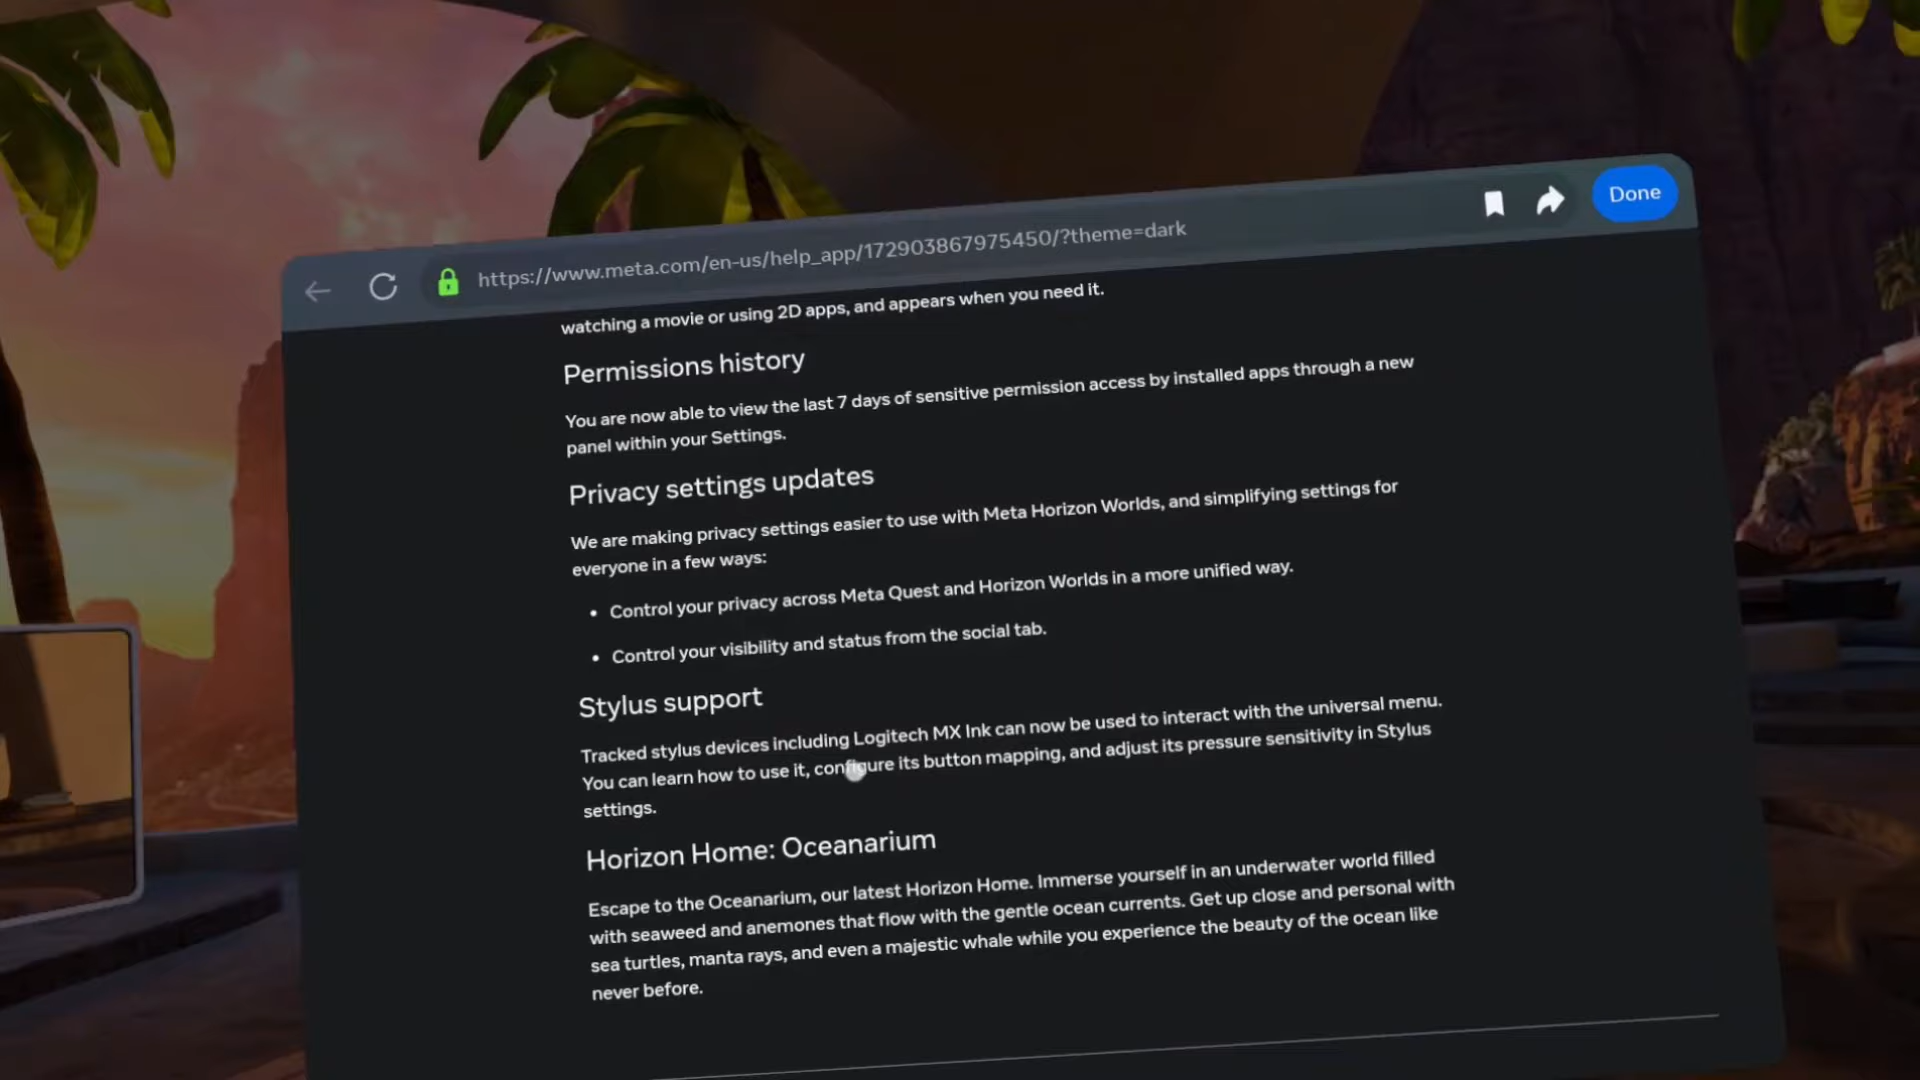 Done
https://www.meta.com/en-us/help_app/172903867975450/?theme=dark
watching a movie or using 2D apps, and appears when you need it.
Permissions history
You are now able to view the last 7 days of sensitive permission access by installed apps through a new
panel within your Settings.
Privacy settings updates
We are making privacy settings easier to use with Meta Horizon Worlds, and simplifying settings for
everyone in a few ways:
• Control your privacy across Meta Quest and Horizon Worlds in a more unified way.
• Control your visibility and status from the social tab.
Stylus support
Tracked stylus devices including Logitech MX Ink can now be used to interact with the universal menu.
You can learn how to use it, configure its button mapping, and adjust its pressure sensitivity in Stylus
settings.
Horizon Home: Oceanarium
Escape to the Oceanarium, our latest Horizon Home. Immerse yourself in an underwater world filled
with seaweed and anemones that flow with the gentle ocean currents. Get up close and personal with
sea turtles, manta rays, and even a majestic whale while you experience the beauty of the ocean like
never before.